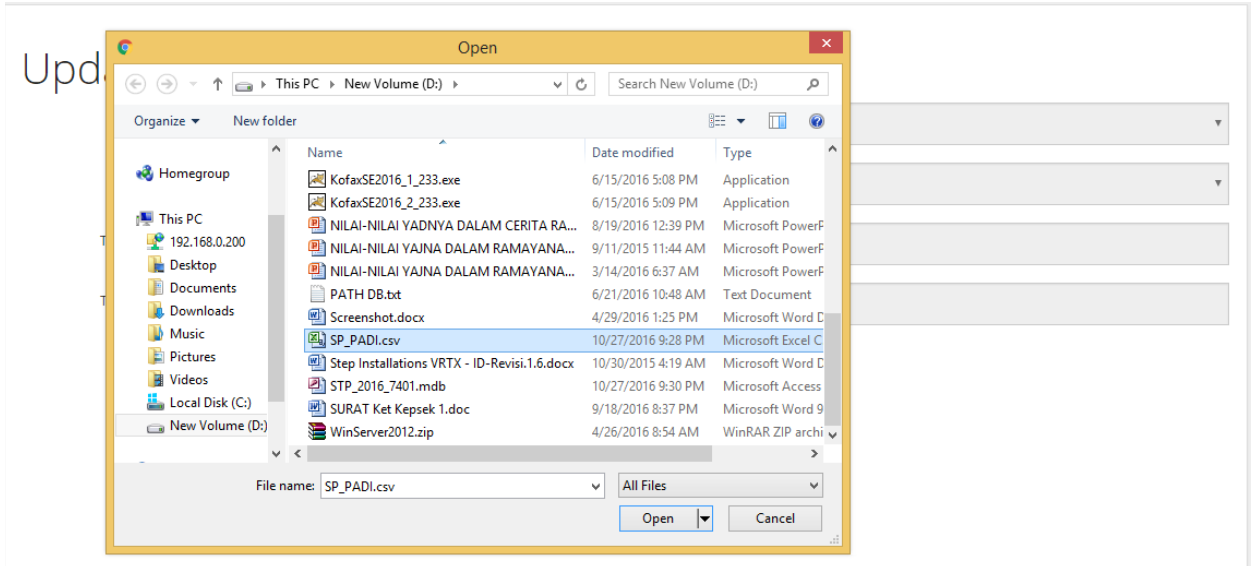 Upd
Open
This PC New Volume (D:)
Search New Volume (D:)
Organize
New folder
Homegroup
This PC
192.168.0.200
Desktop
Documents
Downloads
Music
Pictures
Videos
Local Disk (C:)
New Volume (D:)
Name Date modified Type
KofaxSE2016_1_233.exe 6/15/2016 5:08 PM Application
KofaxSE2016_2_233.exe 6/15/2016 5:09 PM Application
NILAI-NILAI YADNYA DALAM CERITA RA... 8/19/2016 12:39 PM Microsoft PowerP
NILAI-NILAI YAJNA DALAM RAMAYANA... 9/11/2015 11:44 AM Microsoft PowerP
NILAI-NILAI YAJNA DALAM RAMAYANA... 3/14/2016 6:37 AM Microsoft PowerP
PATH DB.txt 6/21/2016 10:48 AM Text Document
Screenshot.docx 4/29/2016 1:25 PM Microsoft Word D
SP_PADI.csv 10/27/2016 9:28 PM Microsoft Excel C
Step Installations VRTX - ID-Revisi.1.6.docx 10/30/2015 4:19 AM Microsoft Word D
STP_2016_7401.mdb 10/27/2016 9:30 PM Microsoft Access
SURAT Ket Kepsek 1.doc 9/18/2016 8:37 PM Microsoft Word 9
WinServer2012.zip 4/26/2016 8:54 AM WinRAR ZIP archi
File name: SP_PADI.csv
All Files
Open
Cancel